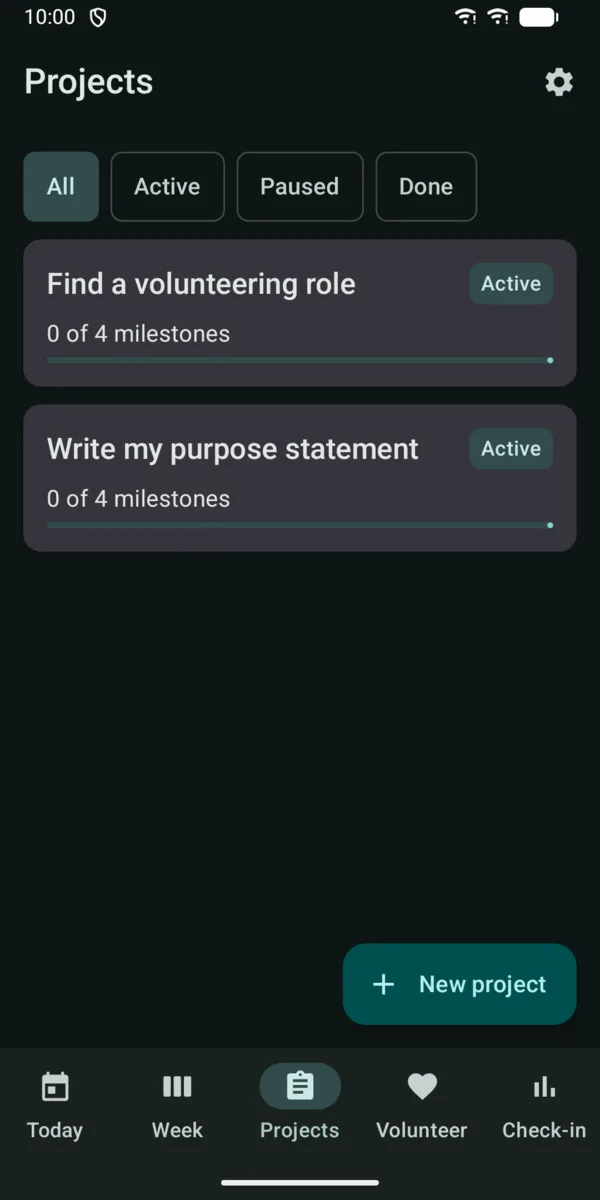 10:00
Projects
All
Active
Paused
Done
Find a volunteering role
Active
0 of 4 milestones
Write my purpose statement
Active
0 of 4 milestones
New project
Today
Week
Projects
Volunteer
Check-in